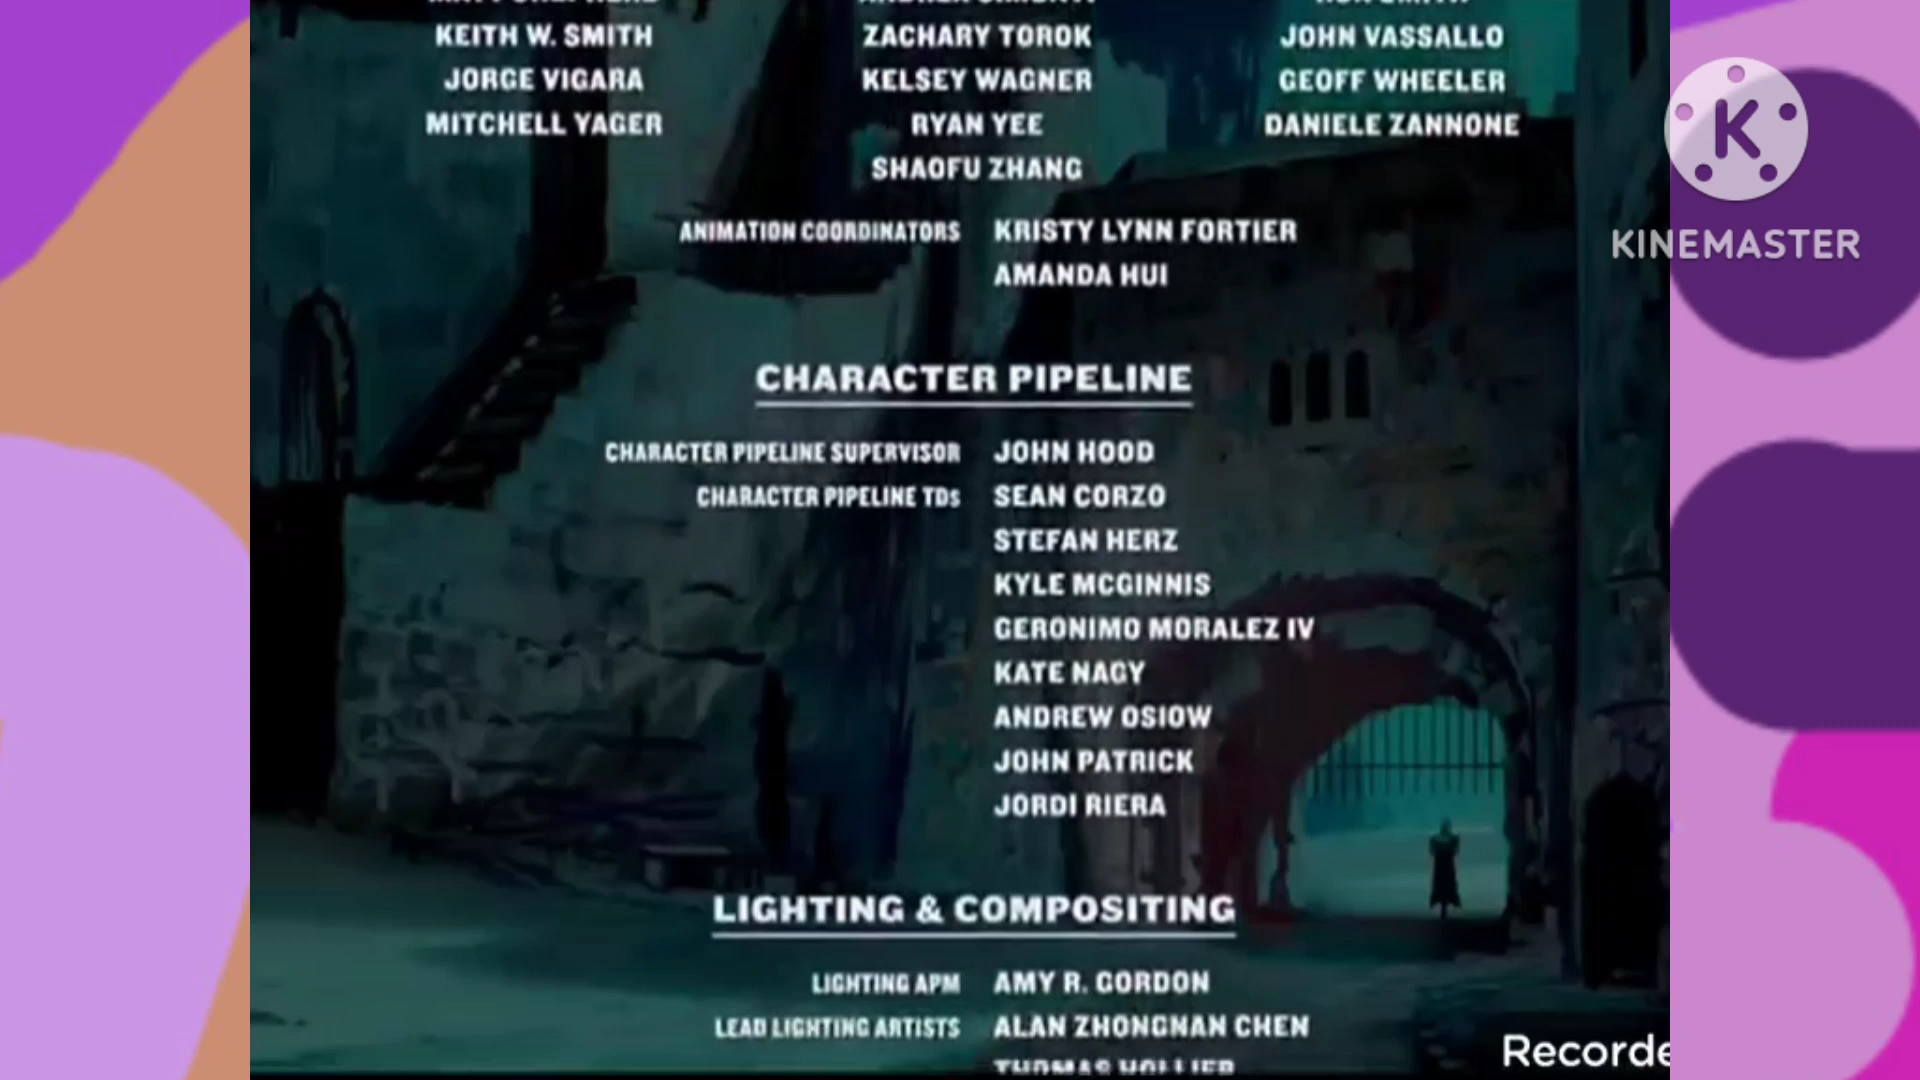 KEITH W. SMITH ZACHARY TOROK JOHN VASSALLO
JORGE VIGARA KELSEY WAGNER GEOFF WHEELER
MITCHELL YAGER RYAN YEE DANIELE ZANNONE
SHAOFU ZHANG
ANIMATION COORDINATORS KRISTY LYNN FORTIER
AMANDA HUI
CHARACTER PIPELINE
CHARACTER PIPELINE SUPERVISOR JOHN HOOD
CHARACTER PIPELINE TDs SEAN CORZO
STEFAN HERZ
KYLE MCGINNIS
GERONIMO MORALEZ IV
KATE NAGY
ANDREW OSIOW
JOHN PATRICK
JORDI RIERA
LIGHTING & COMPOSITING
LIGHTING APM AMY R. GORDON
LEAD LIGHTING ARTISTS ALAN ZHONGNAN CHEN
THOMAS HOLLIER
K
KINEMASTER
Recorde